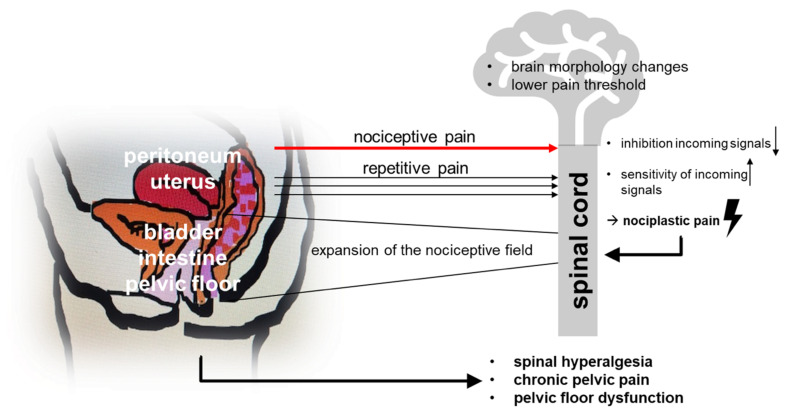 • brain morphology changes
• lower pain threshold
nociceptive pain
repetitive pain
peritoneum
uterus
bladder
intestine
pelvic floor
expansion of the nociceptive field
spinal cord
• inhibition incoming signals↓
• sensitivity of incoming↑
signals
→ nociplastic pain
• spinal hyperalgesia
• chronic pelvic pain
• pelvic floor dysfunction